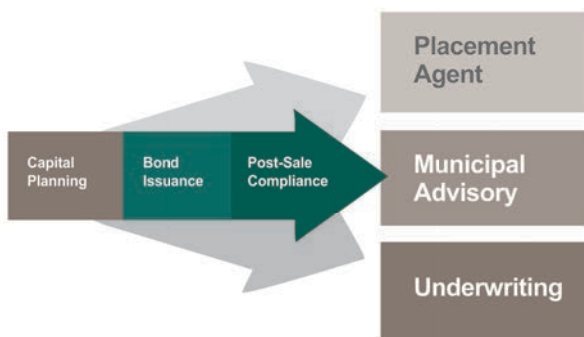 Capital
Planning
Bond
Issuance
Post-Sale
Compliance
Placement
Agent
Municipal
Advisory
Underwriting